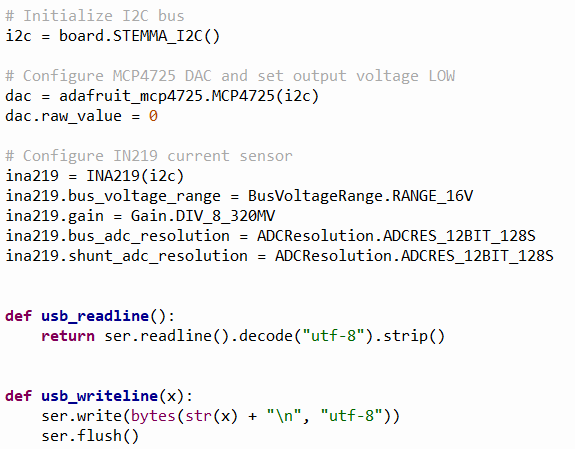 # Initialize I2C bus
i2c = board.STEMMA_I2C()

# Configure MCP4725 DAC and set output voltage LOW
dac = adafruit_mcp4725.MCP4725(i2c)
dac.raw_value = 0

# Configure IN219 current sensor
ina219 = INA219(i2c)
ina219.bus_voltage_range = BusVoltageRange.RANGE_16V
ina219.gain = Gain.DIV_8_320MV
ina219.bus_adc_resolution = ADCResolution.ADCRES_12BIT_128S
ina219.shunt_adc_resolution = ADCResolution.ADCRES_12BIT_128S


def usb_readline():
    return ser.readline().decode("utf-8").strip()


def usb_writeline(x):
    ser.write(bytes(str(x) + "\n", "utf-8"))
    ser.flush()